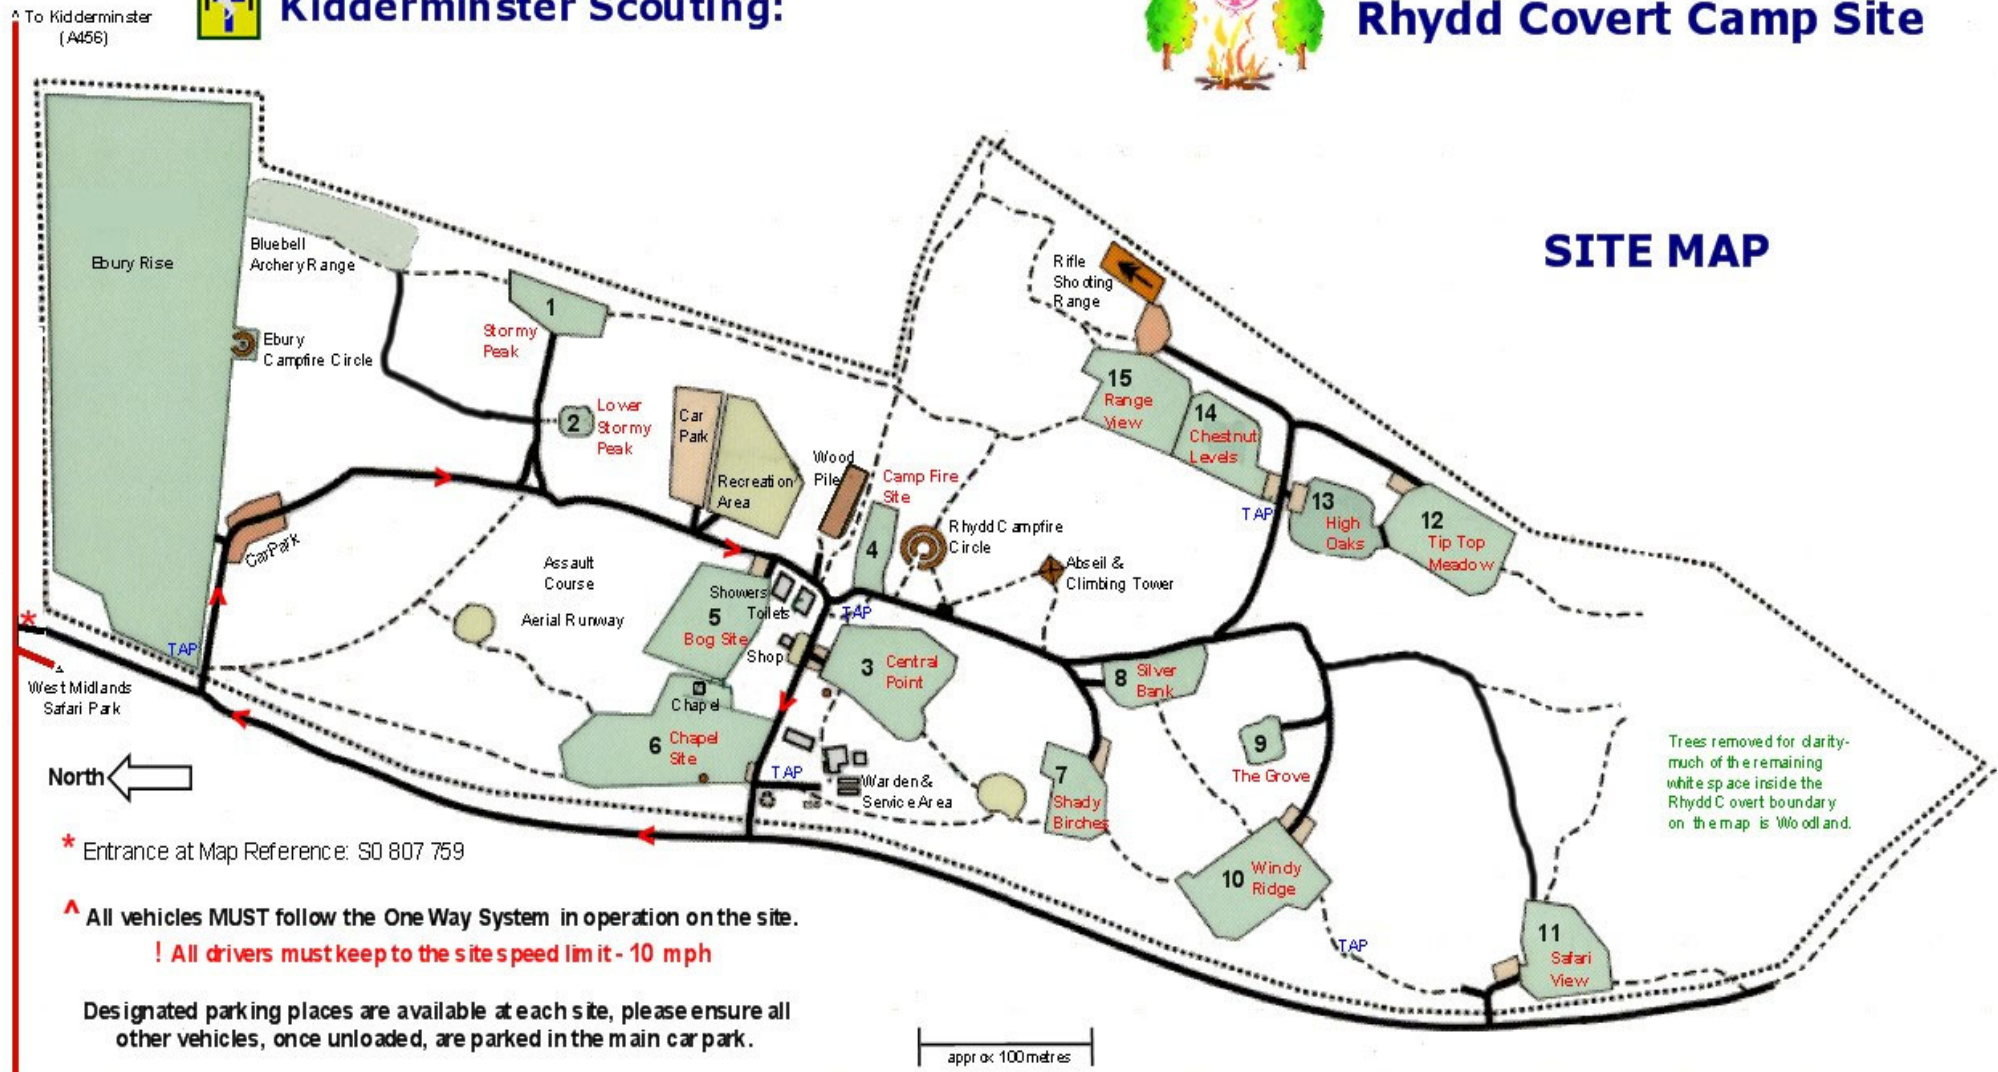 ^ To Kidderminster
(A456)
Kidderminster Scouting:
Rhydd Covert Camp Site
SITE MAP
Ebury Rise
Bluebell
Archery Range
Ebury
Campfire Circle
1
Stormy
Peak
2
Lower
Stormy
Peak
Car
Park
Recreation
Area
Wood
Pile
Camp Fire
Site
4
Rhydd Campfire
Circle
Abseil &
Climbing Tower
Rifle
Shooting
Range
15
Range
View
14
Chestnut
Levels
TAP
13
High
Oaks
12
Tip Top
Meadow
Car Park
Assault
Course
Aerial Runway
Showers
Toilets
5
Bog Site
Shop
TAP
3
Central
Point
8
Silver
Bank
*
TAP
West Midlands
Safari Park
Chapel
6
Chapel
Site
TAP
Warden &
Service Area
7
Shady
Birches
9
The Grove
10
Windy
Ridge
TAP
11
Safari
View
Trees removed for clarity-
much of the remaining
white space inside the
Rhydd Covert boundary
on the map is Woodland.
North
* Entrance at Map Reference: S0 807 759
^ All vehicles MUST follow the One Way System in operation on the site.
! All drivers must keep to the site speed limit - 10 mph
Designated parking places are available at each site, please ensure all
other vehicles, once unloaded, are parked in the main car park.
approx 100metres